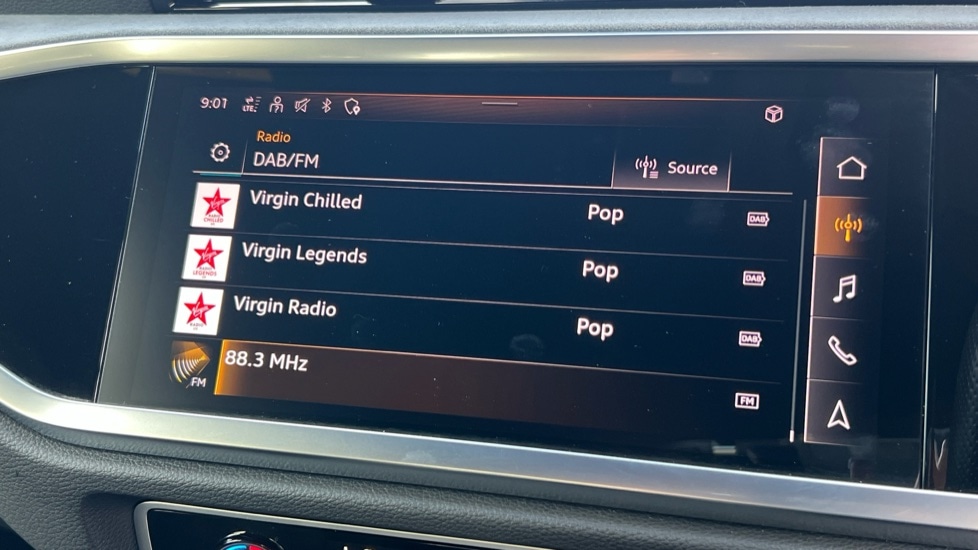 9:01 LTE
Radio
DAB/FM
Source
Virgin Chilled Pop DAB
Virgin Legends Pop DAB
Virgin Radio Pop DAB
FM 88.3 MHz FM